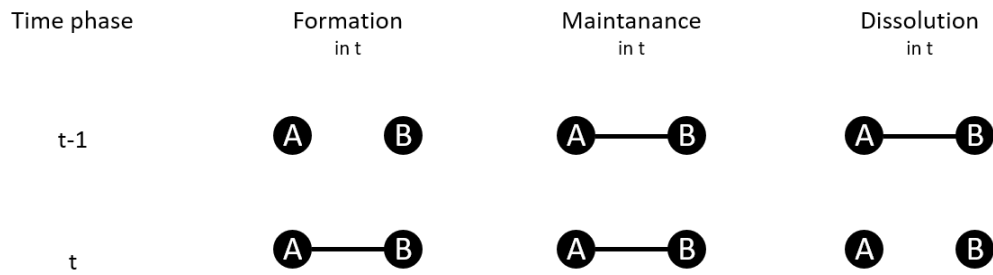 Time phase Formation Maintanance Dissolution
in t in t in t
t-1 A B A B A B
t A B A B A B